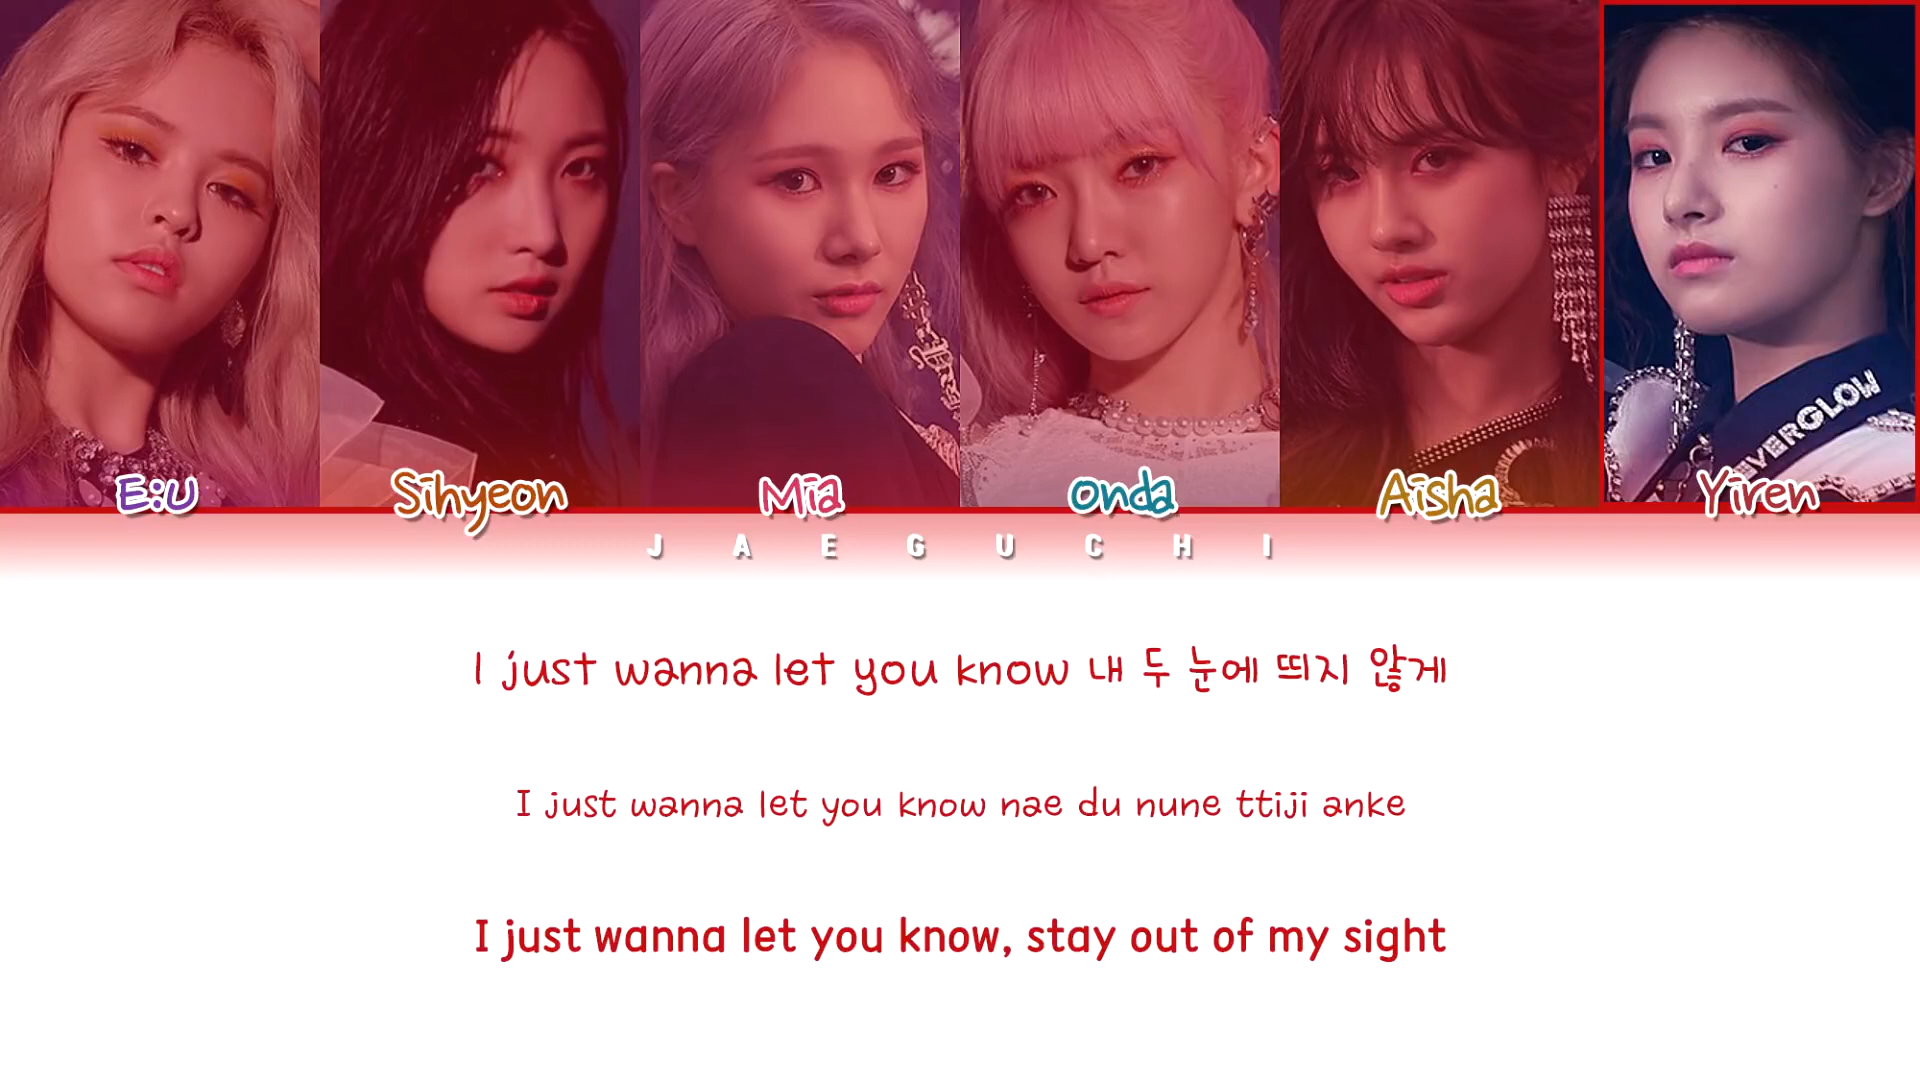 EVERGLOW
E:U
Sihyeon
Mia
Onda
Aisha
Yiren
JAEGUCHI
I just wanna let you know 내 두 눈에 띄지 않게
I just wanna let you know nae du nune ttiji anke
I just wanna let you know, stay out of my sight